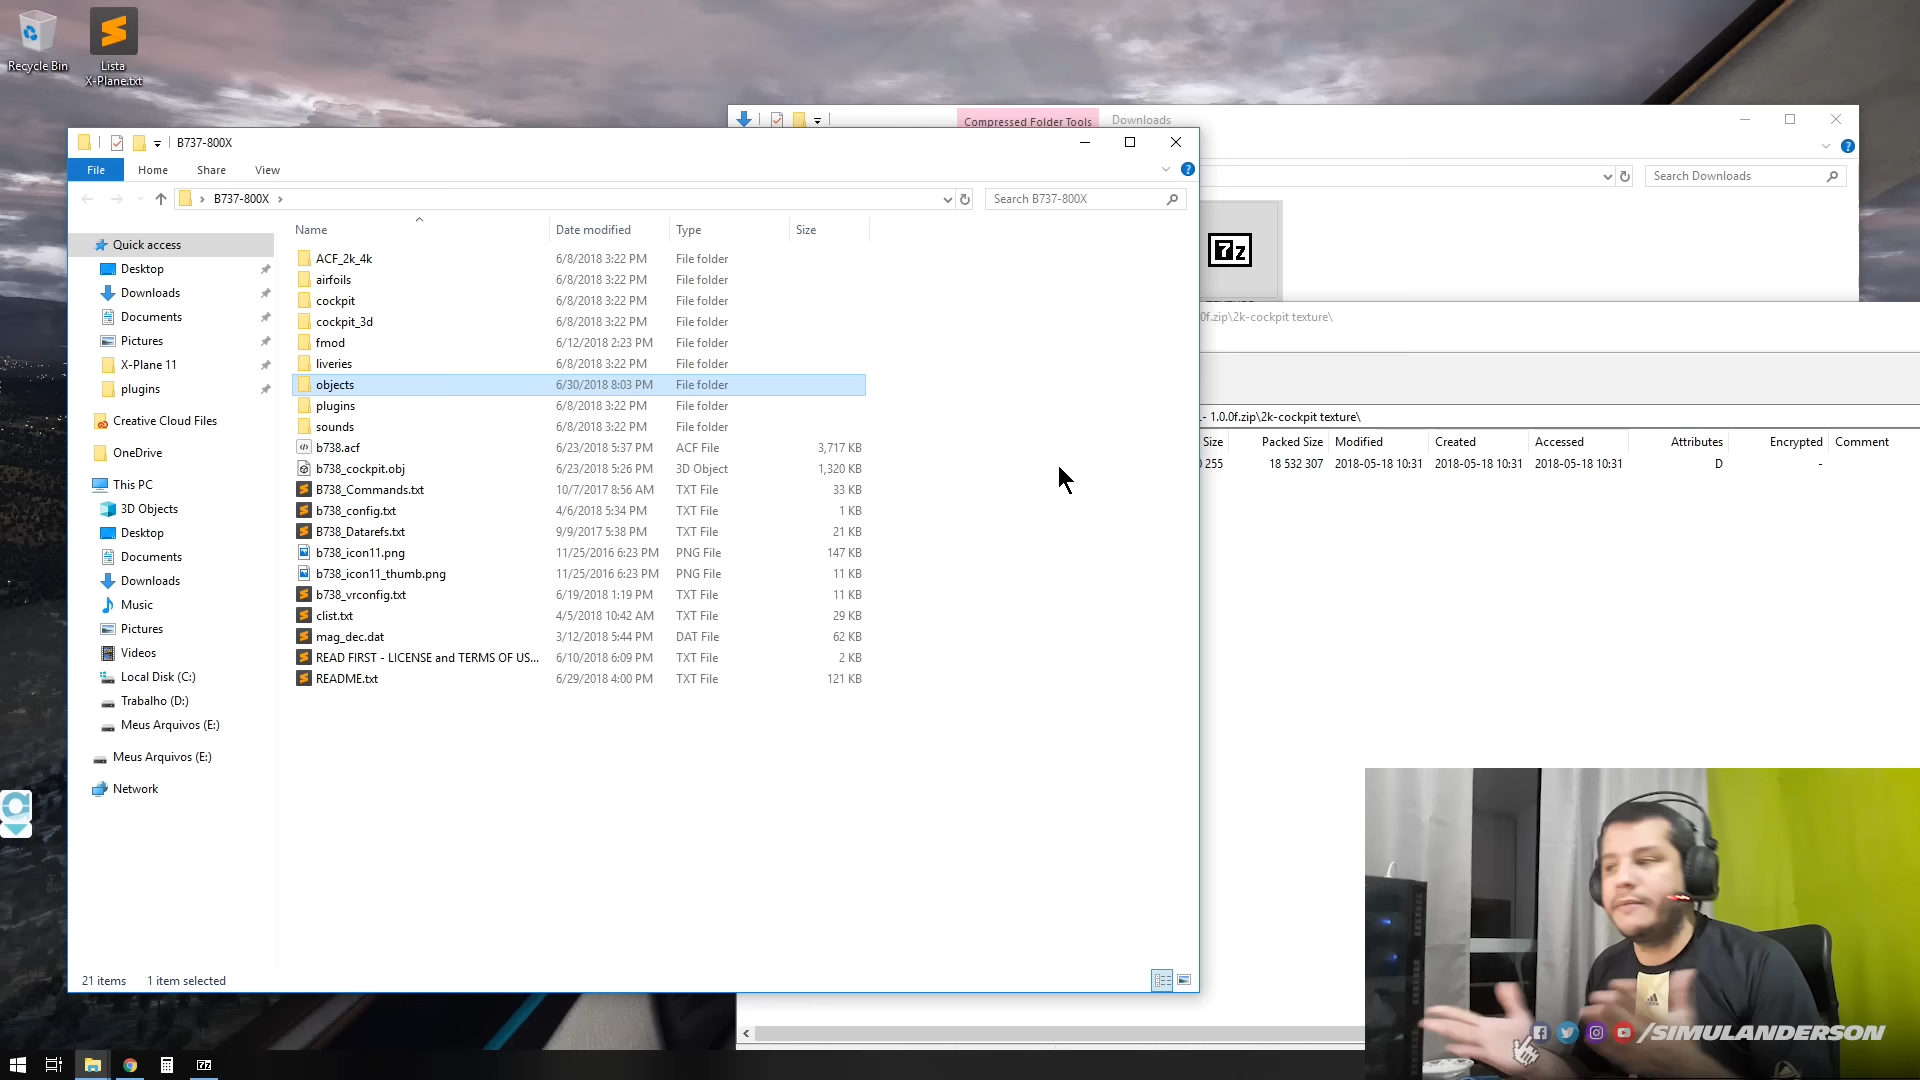 Recycle Bin
Lista
X-Plane.txt
Compressed Folder Tools
Downloads
Search Downloads
B737-800X
File
Home
Share
View
B737-800X
Search B737-800X
Name
Date modified
Type
Size
Quick access
Desktop
Downloads
Documents
Pictures
X-Plane 11
plugins
Creative Cloud Files
OneDrive
This PC
3D Objects
Desktop
Documents
Downloads
Music
Pictures
Videos
Local Disk (C:)
Trabalho (D:)
Meus Arquivos (E:)
Meus Arquivos (E:)
Network
ACF_2k_4k 6/8/2018 3:22 PM File folder
airfoils 6/8/2018 3:22 PM File folder
cockpit 6/8/2018 3:22 PM File folder
cockpit_3d 6/8/2018 3:22 PM File folder
fmod 6/12/2018 2:23 PM File folder
liveries 6/8/2018 3:22 PM File folder
objects 6/30/2018 8:03 PM File folder
plugins 6/8/2018 3:22 PM File folder
sounds 6/8/2018 3:22 PM File folder
b738.acf 6/23/2018 5:37 PM ACF File 3,717 KB
b738_cockpit.obj 6/23/2018 5:26 PM 3D Object 1,320 KB
B738_Commands.txt 10/7/2017 8:56 AM TXT File 33 KB
b738_config.txt 4/6/2018 5:34 PM TXT File 1 KB
B738_Datarefs.txt 9/9/2017 5:38 PM TXT File 21 KB
b738_icon11.png 11/25/2016 6:23 PM PNG File 147 KB
b738_icon11_thumb.png 11/25/2016 6:23 PM PNG File 11 KB
b738_vrconfig.txt 6/19/2018 1:19 PM TXT File 11 KB
clist.txt 4/5/2018 10:42 AM TXT File 29 KB
mag_dec.dat 3/12/2018 5:44 PM DAT File 62 KB
READ FIRST - LICENSE and TERMS OF US... 6/10/2018 6:09 PM TXT File 2 KB
README.txt 6/29/2018 4:00 PM TXT File 121 KB
21 items 1 item selected
7z
0f.zip\2k-cockpit texture\
- 1.0.0f.zip\2k-cockpit texture\
Size Packed Size Modified Created Accessed Attributes Encrypted Comment
255 18 532 307 2018-05-18 10:31 2018-05-18 10:31 2018-05-18 10:31 D -
/SIMULANDERSON
7z